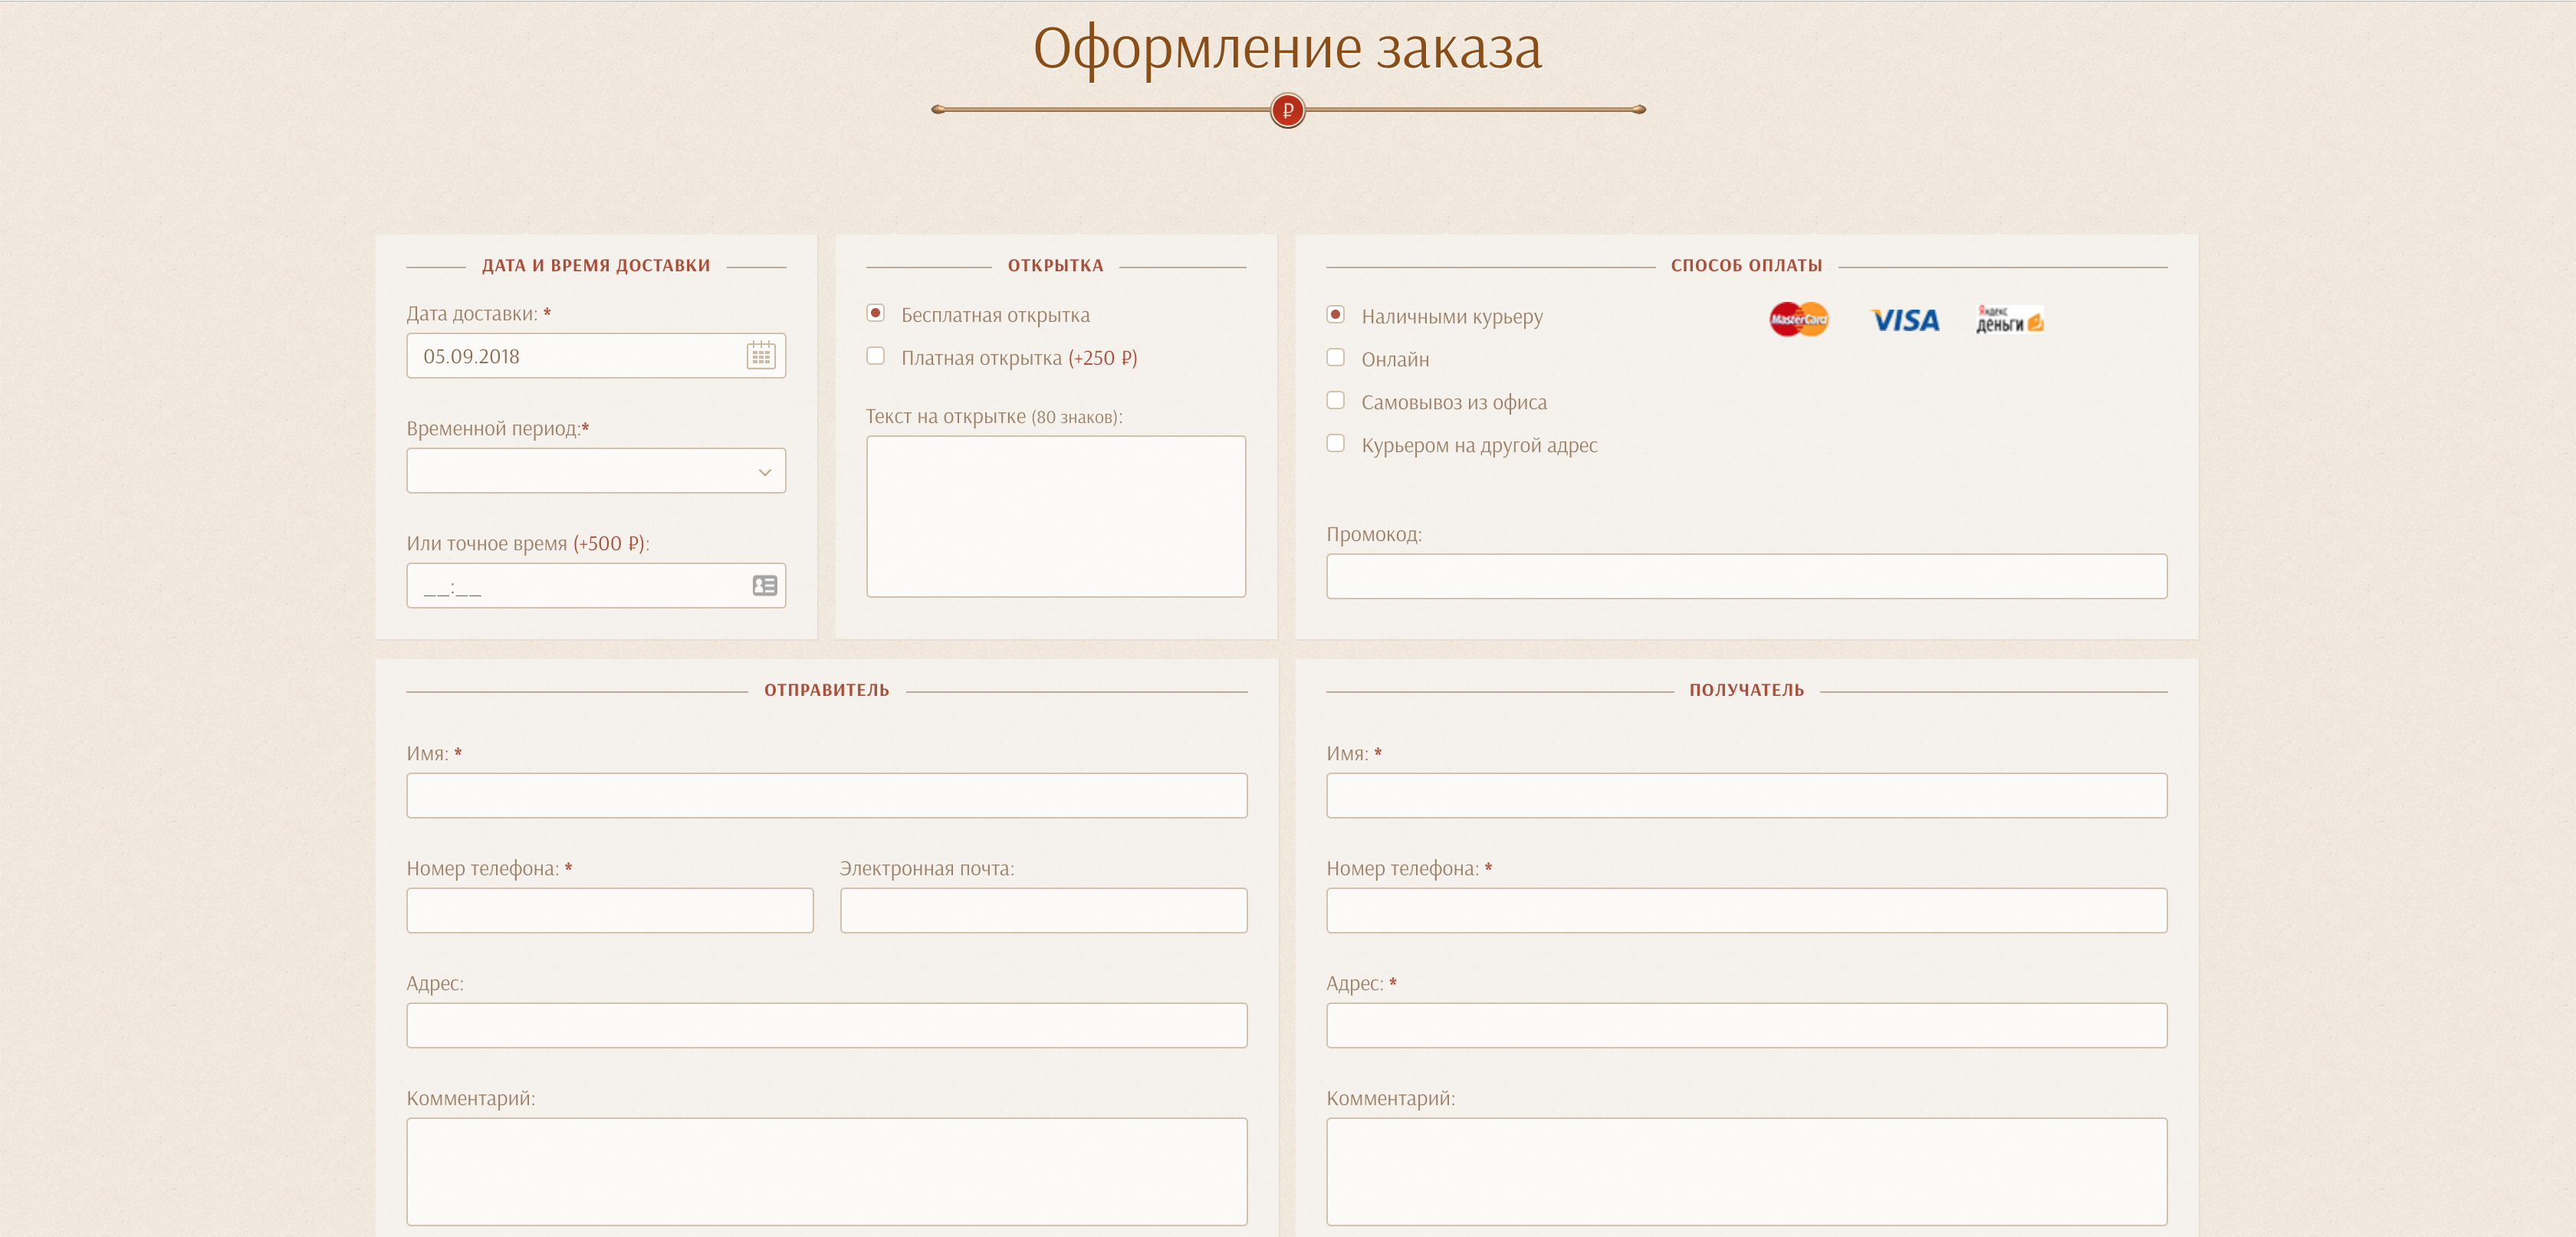 Оформление заказа
₽
ДАТА И ВРЕМЯ ДОСТАВКИ
Дата доставки: *
05.09.2018
Временной период:*
Или точное время (+500 ₽):
__:__
ОТКРЫТКА
Бесплатная открытка
Платная открытка (+250 ₽)
Текст на открытке (80 знаков):
СПОСОБ ОПЛАТЫ
Наличными курьеру
Онлайн
Самовывоз из офиса
Курьером на другой адрес
MasterCard
VISA
Яндекс
деньги
Промокод:
ОТПРАВИТЕЛЬ
Имя: *
Номер телефона: *
Электронная почта:
Адрес:
Комментарий:
ПОЛУЧАТЕЛЬ
Имя: *
Номер телефона: *
Адрес: *
Комментарий: